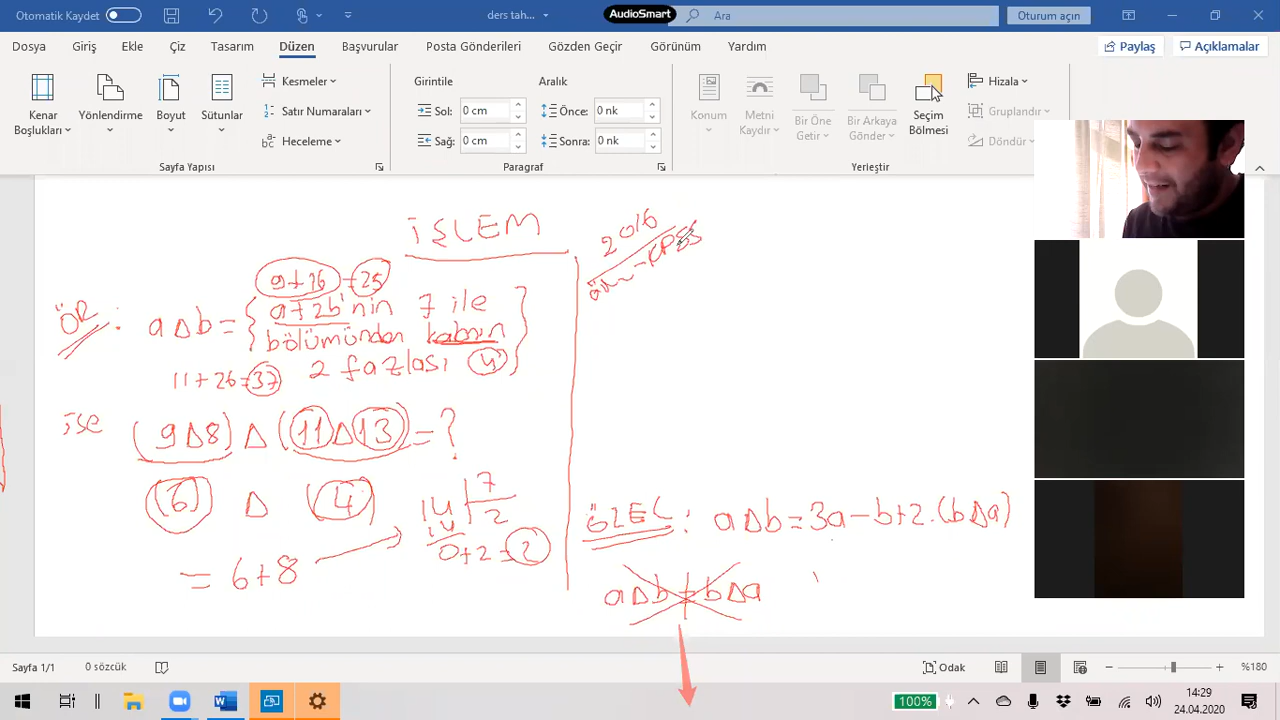 Otomatik Kaydet
ders tah...
AudioSmart
Ara
Oturum açın
Dosya Giriş Ekle Çiz Tasarım Düzen Başvurular Posta Gönderileri Gözden Geçir Görünüm Yardım
Paylaş Açıklamalar
Kenar Boşlukları
Yönlendirme
Boyut
Sütunlar
Kesmeler
Satır Numaraları
Heceleme
Sayfa Yapısı
Girintile
Sol: 0 cm
Sağ: 0 cm
Aralık
Önce: 0 nk
Sonra: 0 nk
Paragraf
Konum
Metni Kaydır
Bir Öne Getir
Bir Arkaya Gönder
Seçim Bölmesi
Hizala
Gruplandır
Döndür
Yerleştir
İŞLEM
9+16=25
ÖR: a∆b= { a+2b'nin 7 ile
bölümünden kalanın
2 fazlası } 4
11+26=37
ise (9∆8) ∆ (11∆13)=?
(6) ∆ (4)
= 6+8
14 | 7
14 2
0+2=2
2016
KPSS
ÖZEL: a∆b=3a-b+2.(b∆a)
a∆b=b∆a
Sayfa 1/1 0 sözcük
Odak
%180
100%
14:29
24.04.2020